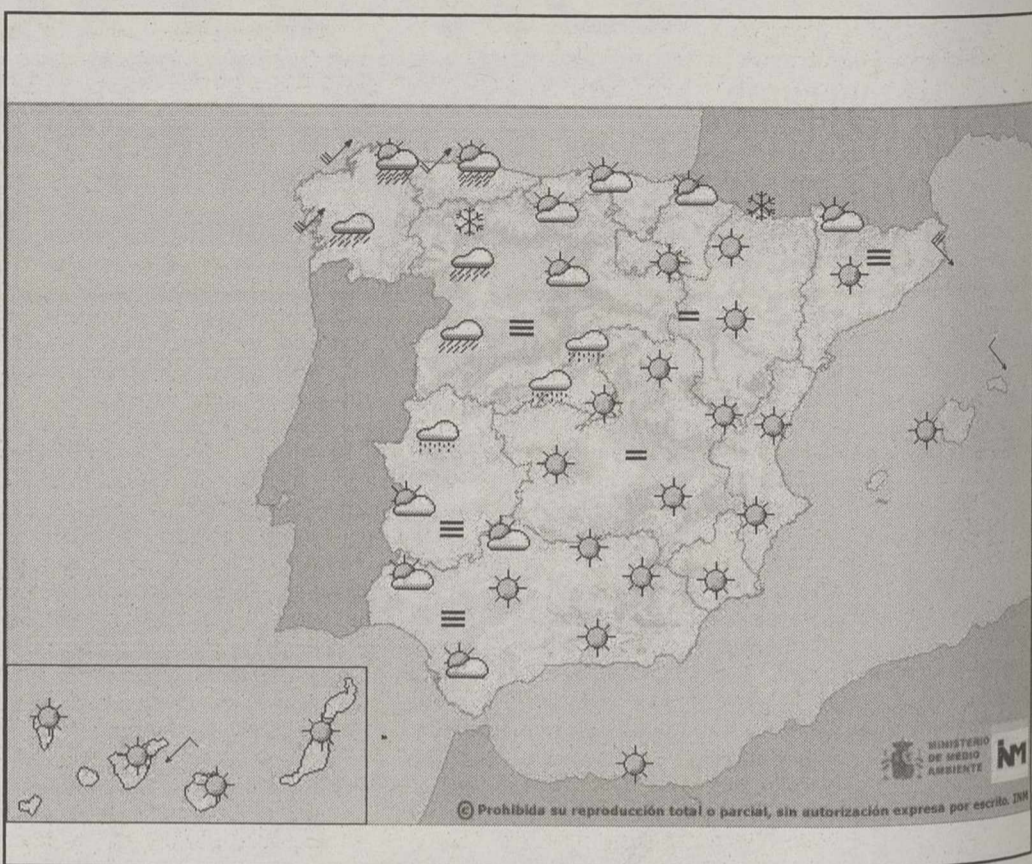 MINISTERIO
DE MEDIO
AMBIENTE
iNM
© Prohibida su reproducción total o parcial, sin autorización expresa por escrito. INM